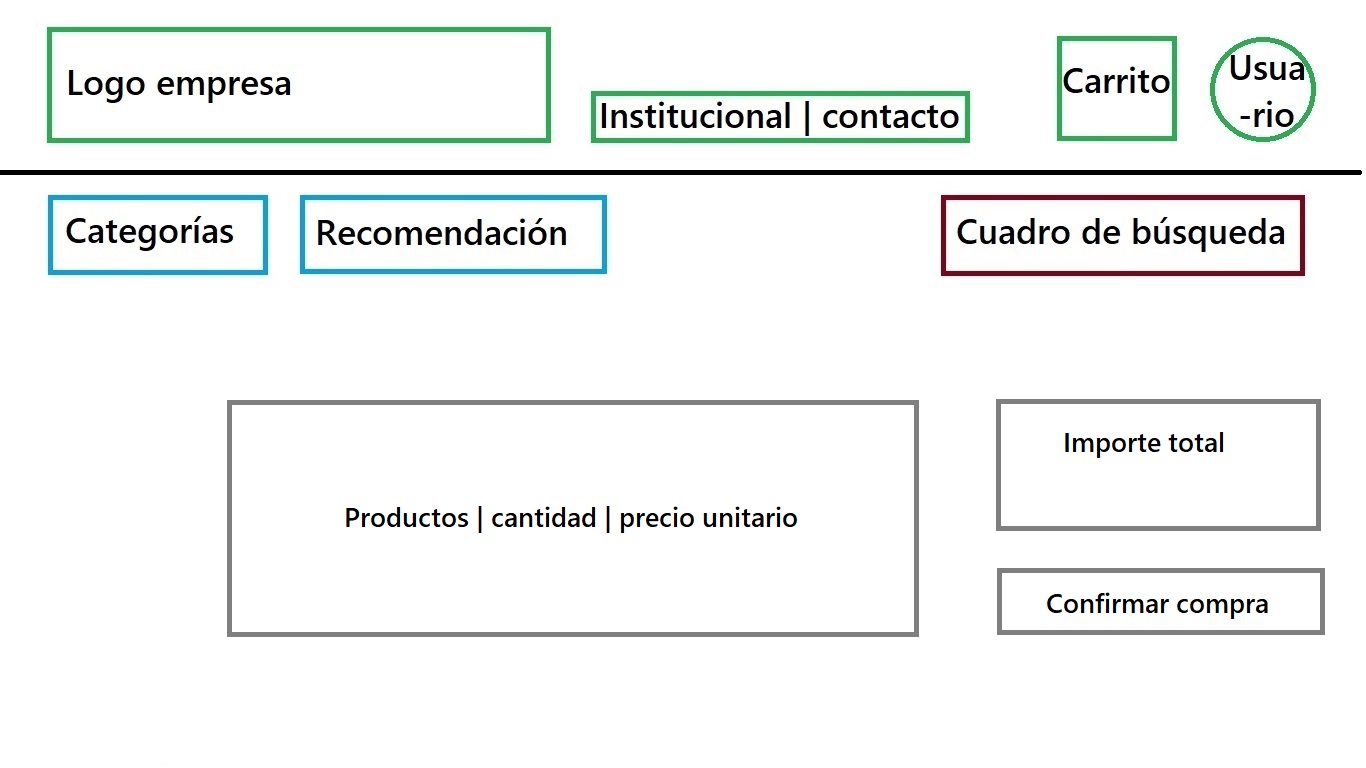 Logo empresa
Institucional | contacto
Carrito
Usua
-rio
Categorías
Recomendación
Cuadro de búsqueda
Productos | cantidad | precio unitario
Importe total
Confirmar compra